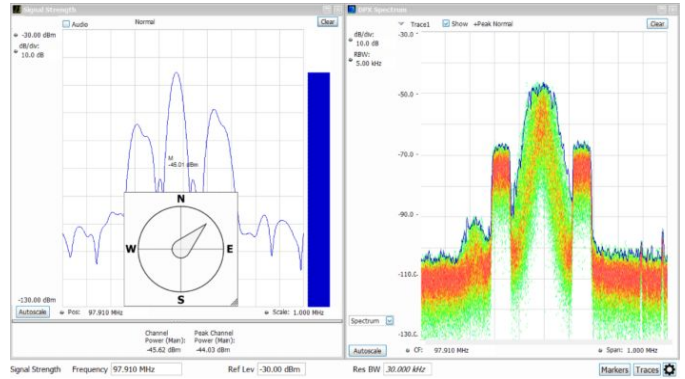 Signal Strength
Audio
Normal
Clear
-30.00 dBm
dB/div:
10.0 dB
M
-45.01 dBm
N
W
E
S
-130.00 dBm
Autoscale
Pos: 97.910 MHz
Scale: 1.000 MHz
Channel
Power (Main):
-45.62 dBm
Peak Channel
Power (Main):
-44.03 dBm
DPX Spectrum
Trace1
Show
+Peak Normal
Clear
dB/div:
10.0 dB
RBW:
5.00 kHz
-30.0
-50.0
-70.0
-90.0
-110.0
-130.0
Spectrum
Autoscale
CF: 97.910 MHz
Span: 1.000 MHz
Signal Strength
Frequency 97.910 MHz
Ref Lev -30.00 dBm
Res BW 30.000 kHz
Markers
Traces